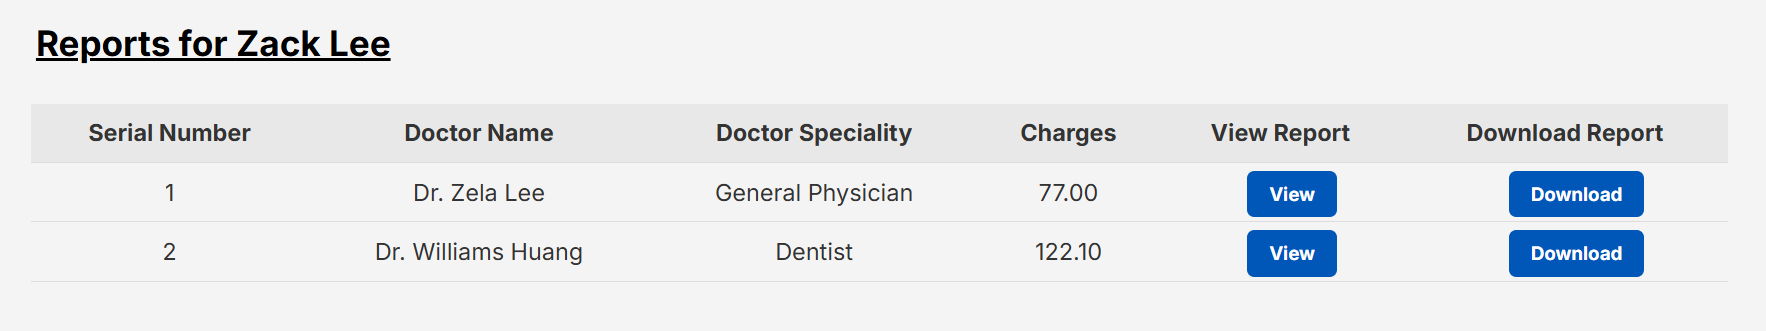 Reports for Zack Lee
Serial Number Doctor Name Doctor Speciality Charges View Report Download Report
1 Dr. Zela Lee General Physician 77.00 View Download
2 Dr. Williams Huang Dentist 122.10 View Download